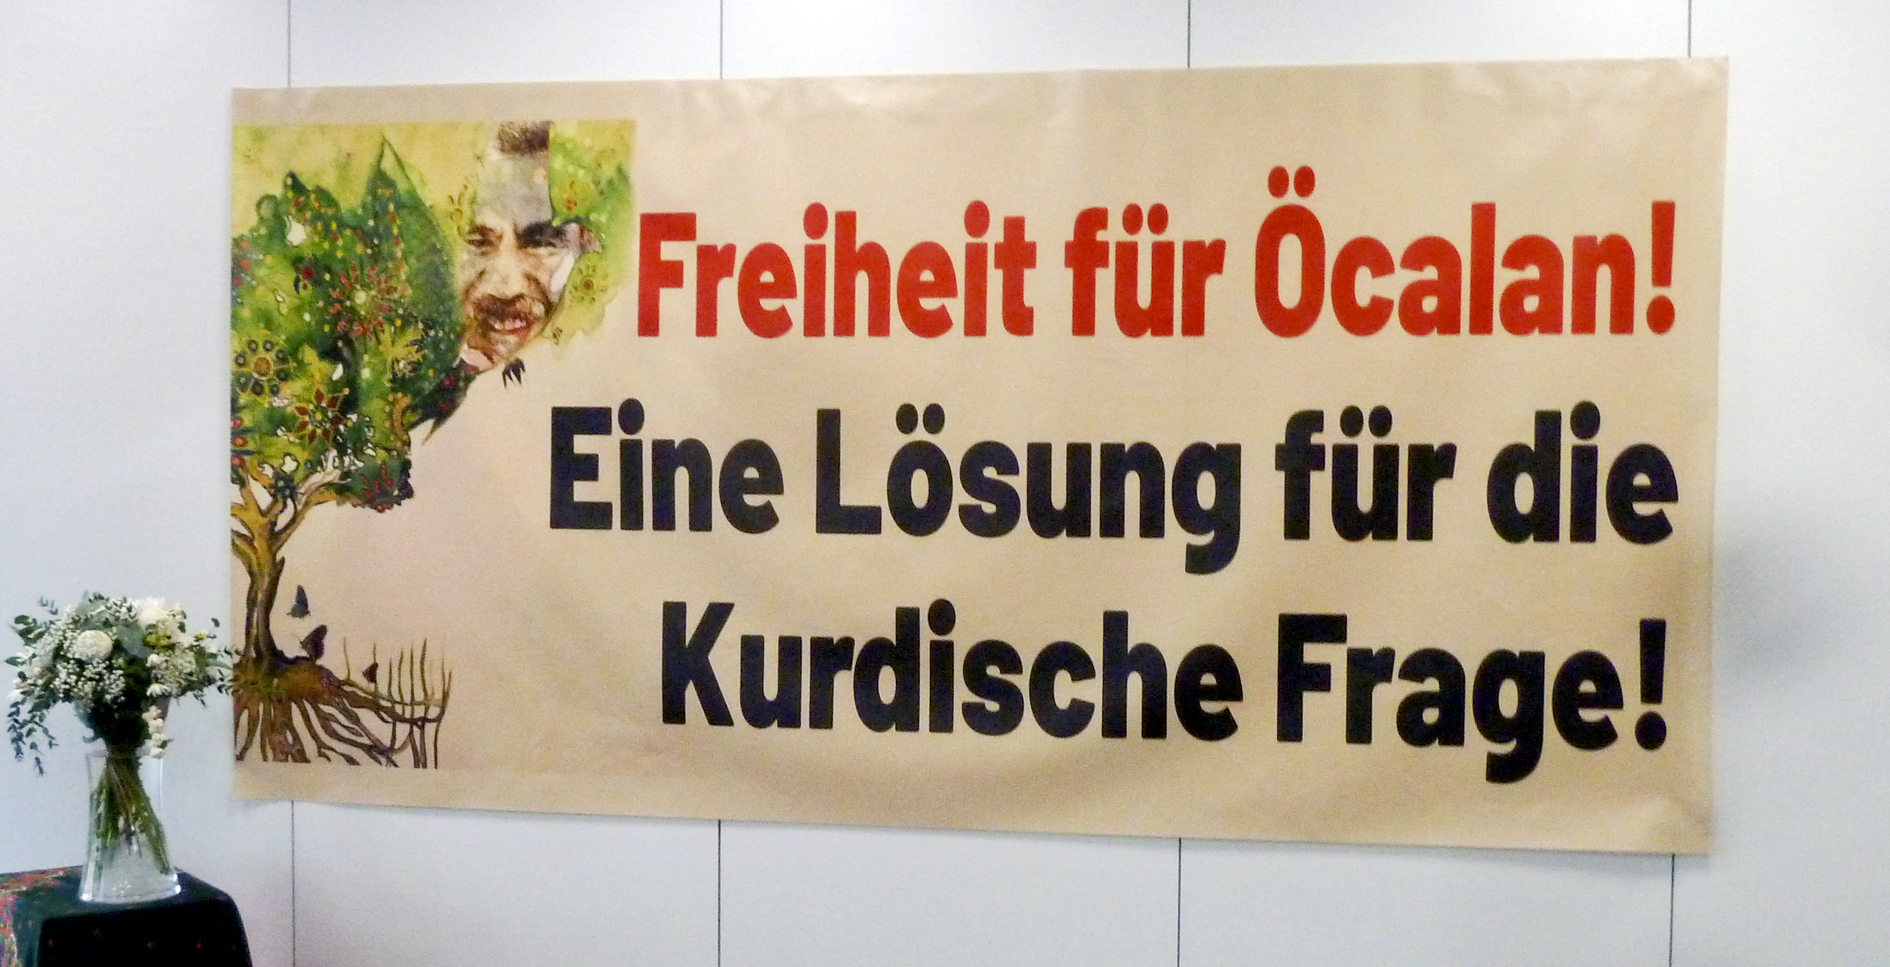 Freiheit für Öcalan!
Eine Lösung für die
Kurdische Frage!